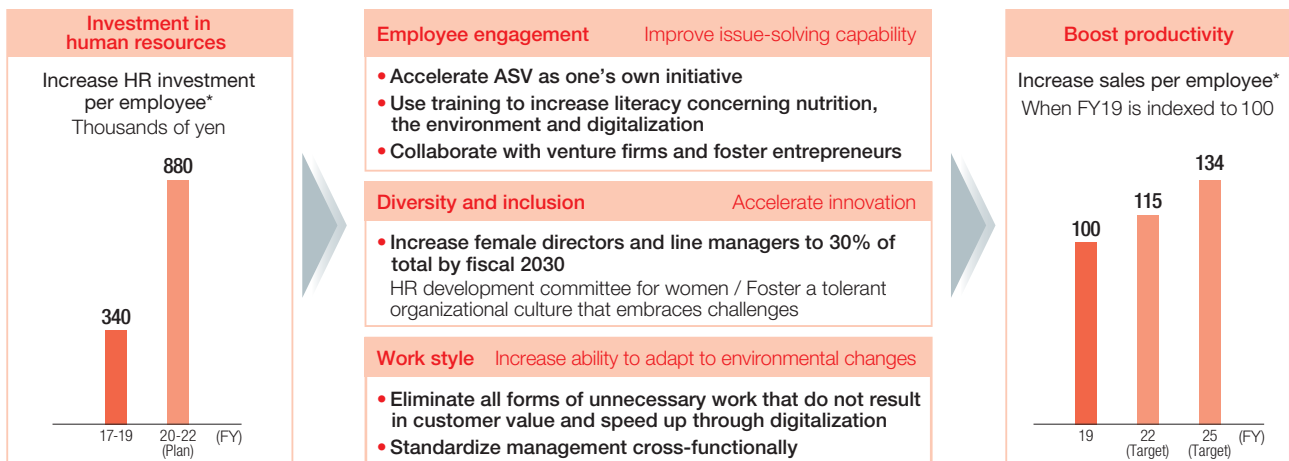 Investment in
human resources
Increase HR investment
per employee*
Thousands of yen
880
340
17-19
20-22
(Plan)
(FY)
Employee engagement Improve issue-solving capability
• Accelerate ASV as one's own initiative
• Use training to increase literacy concerning nutrition,
the environment and digitalization
• Collaborate with venture firms and foster entrepreneurs
Diversity and inclusion Accelerate innovation
• Increase female directors and line managers to 30% of
total by fiscal 2030
HR development committee for women / Foster a tolerant
organizational culture that embraces challenges
Work style Increase ability to adapt to environmental changes
• Eliminate all forms of unnecessary work that do not result
in customer value and speed up through digitalization
• Standardize management cross-functionally
Boost productivity
Increase sales per employee*
When FY19 is indexed to 100
134
115
100
19
22
(Target)
25
(Target)
(FY)